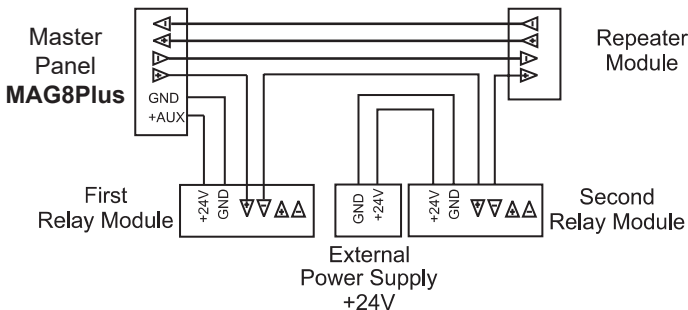 Master
Panel
MAG8Plus
GND
+AUX
Repeater
Module
First
Relay Module
+24V
GND
GND
+24V
+24V
GND
Second
Relay Module
External
Power Supply
+24V